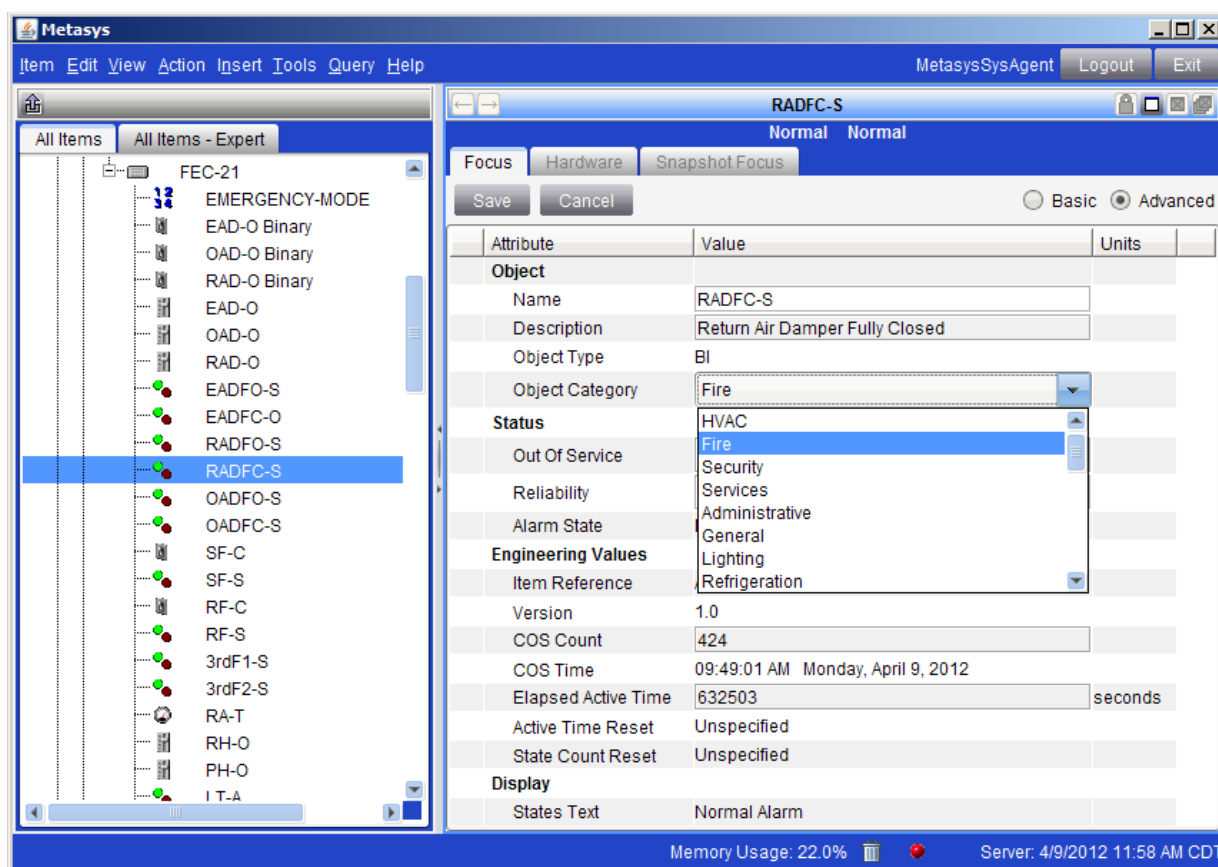 Metasys
Item Edit View Action Insert Tools Query Help
MetasysSysAgent Logout Exit
All Items All Items - Expert
FEC-21
EMERGENCY-MODE
EAD-O Binary
OAD-O Binary
RAD-O Binary
EAD-O
OAD-O
RAD-O
EADFO-S
EADFC-O
RADFO-S
RADFC-S
OADFO-S
OADFC-S
SF-C
SF-S
RF-C
RF-S
3rdF1-S
3rdF2-S
RA-T
RH-O
PH-O
LT-A
RADFC-S
Normal Normal
Focus Hardware Snapshot Focus
Save Cancel Basic Advanced
Attribute Value Units
Object
Name RADFC-S
Description Return Air Damper Fully Closed
Object Type BI
Object Category Fire
HVAC
Fire
Security
Services
Administrative
General
Lighting
Refrigeration
Status
Out Of Service
Reliability
Alarm State
Engineering Values
Item Reference
Version 1.0
COS Count 424
COS Time 09:49:01 AM Monday, April 9, 2012
Elapsed Active Time 632503 seconds
Active Time Reset Unspecified
State Count Reset Unspecified
Display
States Text Normal Alarm
Memory Usage: 22.0% Server: 4/9/2012 11:58 AM CDT